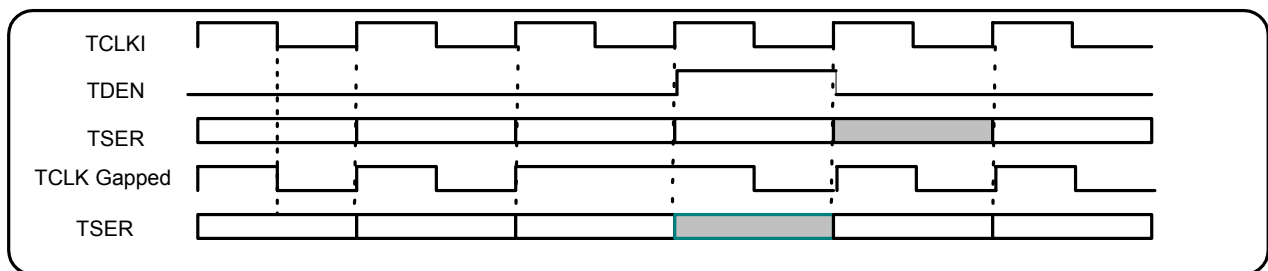 TCLKI
TDEN
TSER
TCLK Gapped
TSER